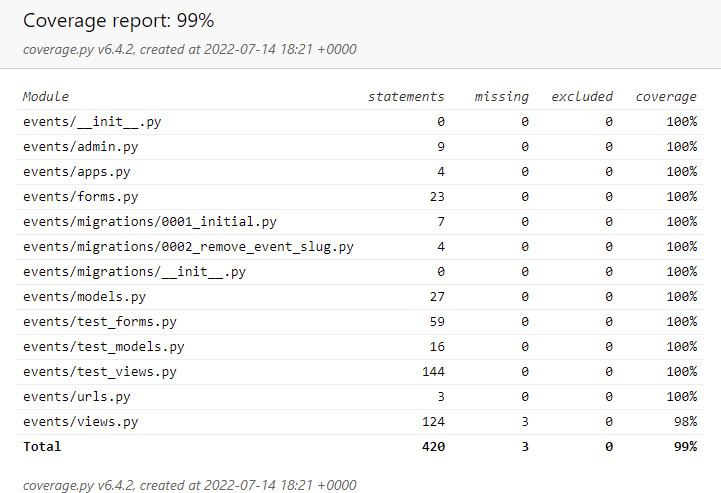 Coverage report: 99%
coverage.py v6.4.2, created at 2022-07-14 18:21 +0000
Module statements missing excluded coverage
events/__init__.py 0 0 0 100%
events/admin.py 9 0 0 100%
events/apps.py 4 0 0 100%
events/forms.py 23 0 0 100%
events/migrations/0001_initial.py 7 0 0 100%
events/migrations/0002_remove_event_slug.py 4 0 0 100%
events/migrations/__init__.py 0 0 0 100%
events/models.py 27 0 0 100%
events/test_forms.py 59 0 0 100%
events/test_models.py 16 0 0 100%
events/test_views.py 144 0 0 100%
events/urls.py 3 0 0 100%
events/views.py 124 3 0 98%
Total 420 3 0 99%
coverage.py v6.4.2, created at 2022-07-14 18:21 +0000